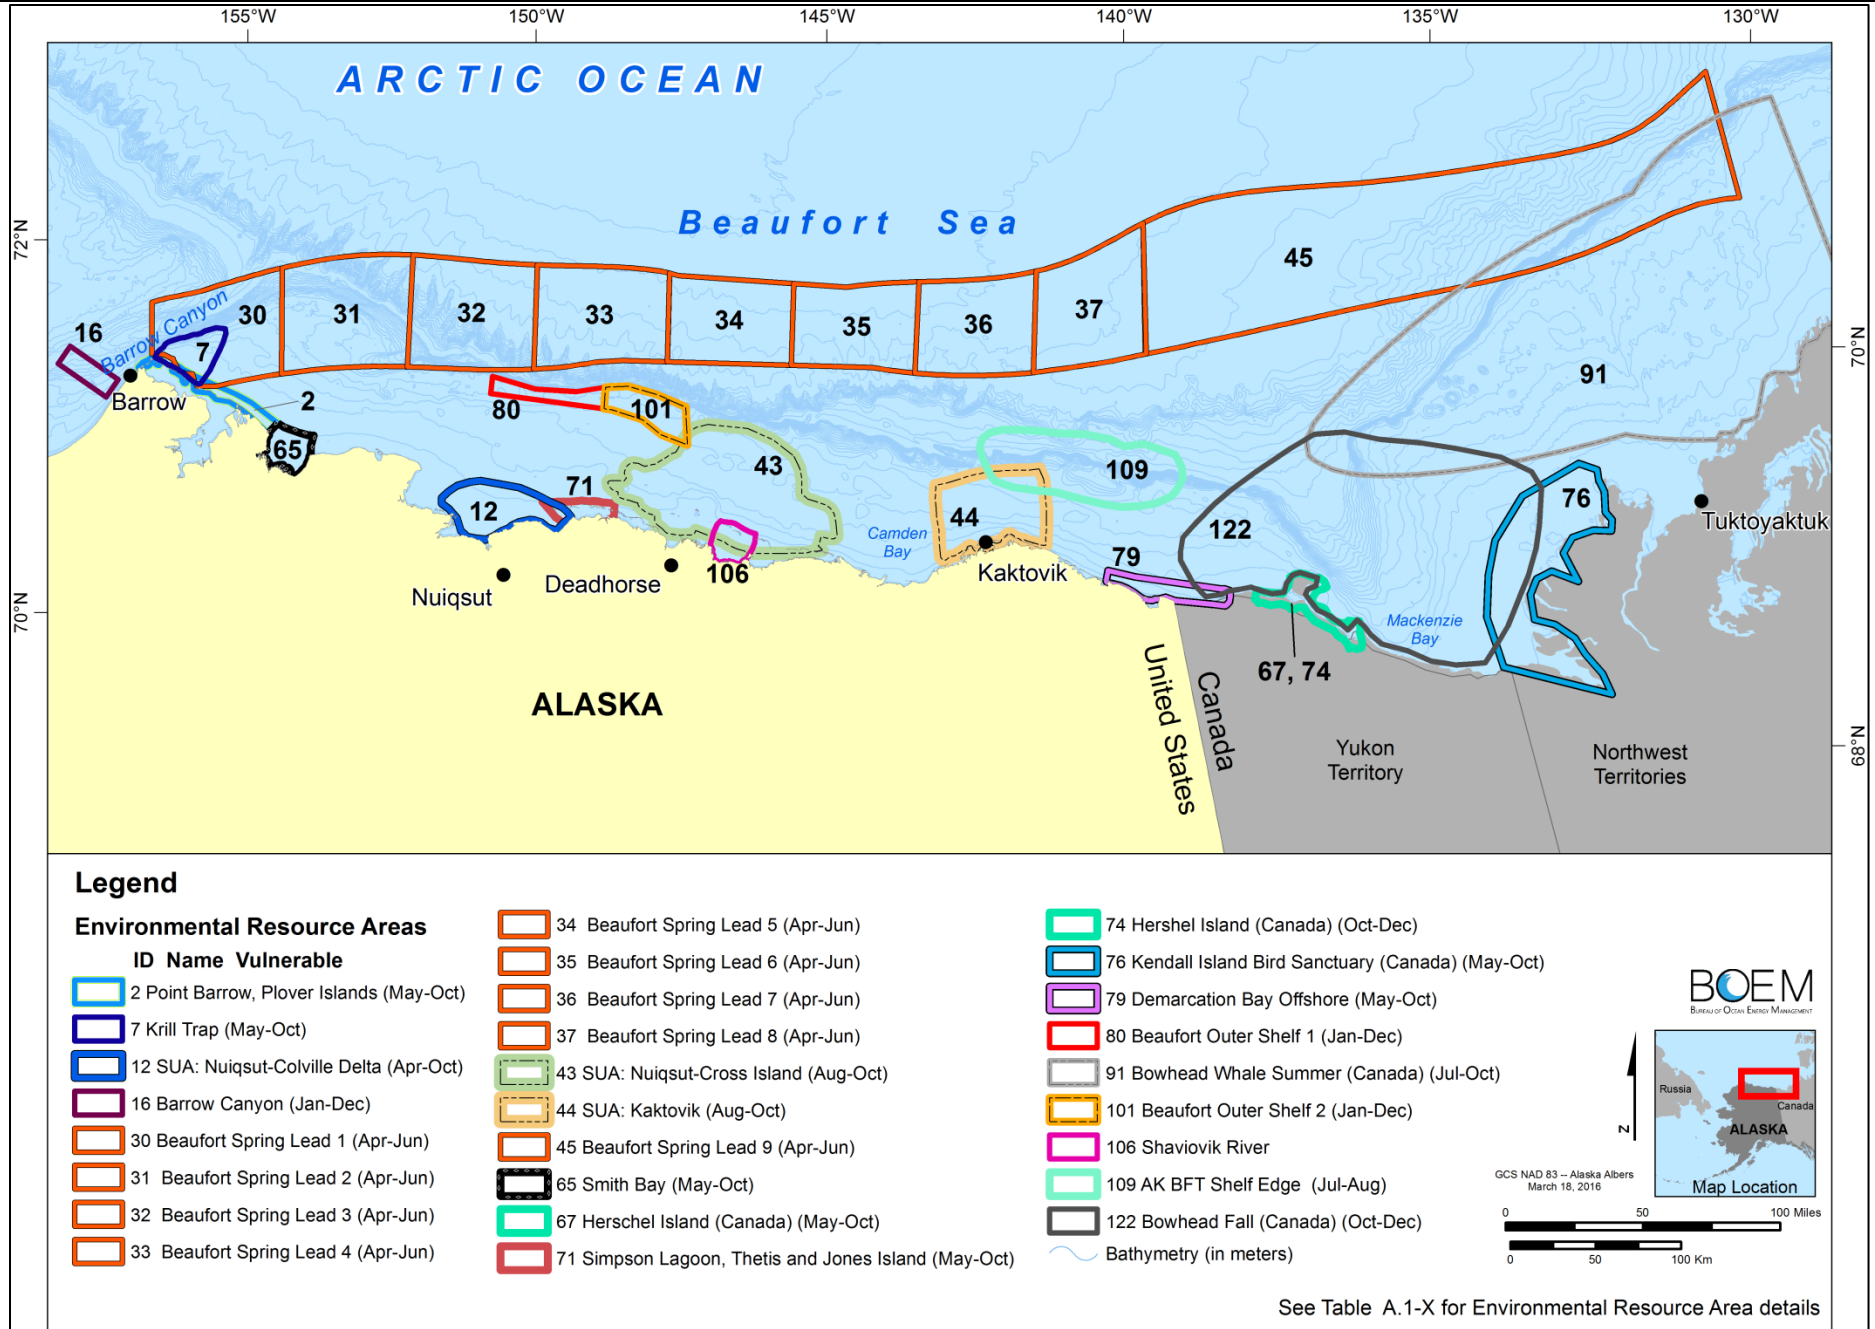 155°W 150°W 145°W 140°W 135°W 130°W
ARCTIC OCEAN
Beaufort Sea
72°N
70°N
70°N
68°N
Barrow Canyon
16
7
30
31
32
33
34
35
36
37
45
91
Barrow
2
65
80
101
43
109
76
12
71
44
122
Camden
Bay
79
106
Tuktoyaktuk
Nuiqsut
Deadhorse
Kaktovik
Mackenzie
Bay
67, 74
ALASKA
United States
Canada
Yukon
Territory
Northwest
Territories
Legend
Environmental Resource Areas
ID Name Vulnerable
2 Point Barrow, Plover Islands (May-Oct)
7 Krill Trap (May-Oct)
12 SUA: Nuiqsut-Colville Delta (Apr-Oct)
16 Barrow Canyon (Jan-Dec)
30 Beaufort Spring Lead 1 (Apr-Jun)
31 Beaufort Spring Lead 2 (Apr-Jun)
32 Beaufort Spring Lead 3 (Apr-Jun)
33 Beaufort Spring Lead 4 (Apr-Jun)
34 Beaufort Spring Lead 5 (Apr-Jun)
35 Beaufort Spring Lead 6 (Apr-Jun)
36 Beaufort Spring Lead 7 (Apr-Jun)
37 Beaufort Spring Lead 8 (Apr-Jun)
43 SUA: Nuiqsut-Cross Island (Aug-Oct)
44 SUA: Kaktovik (Aug-Oct)
45 Beaufort Spring Lead 9 (Apr-Jun)
65 Smith Bay (May-Oct)
67 Herschel Island (Canada) (May-Oct)
71 Simpson Lagoon, Thetis and Jones Island (May-Oct)
74 Hershel Island (Canada) (Oct-Dec)
76 Kendall Island Bird Sanctuary (Canada) (May-Oct)
79 Demarcation Bay Offshore (May-Oct)
80 Beaufort Outer Shelf 1 (Jan-Dec)
91 Bowhead Whale Summer (Canada) (Jul-Oct)
101 Beaufort Outer Shelf 2 (Jan-Dec)
106 Shaviovik River
109 AK BFT Shelf Edge (Jul-Aug)
122 Bowhead Fall (Canada) (Oct-Dec)
Bathymetry (in meters)
BOEM
BUREAU OF OCEAN ENERGY MANAGEMENT
N
Russia
Canada
ALASKA
Map Location
GCS NAD 83 -- Alaska Albers
March 18, 2016
0 50 100 Miles
0 50 100 Km
See Table A.1-X for Environmental Resource Area details